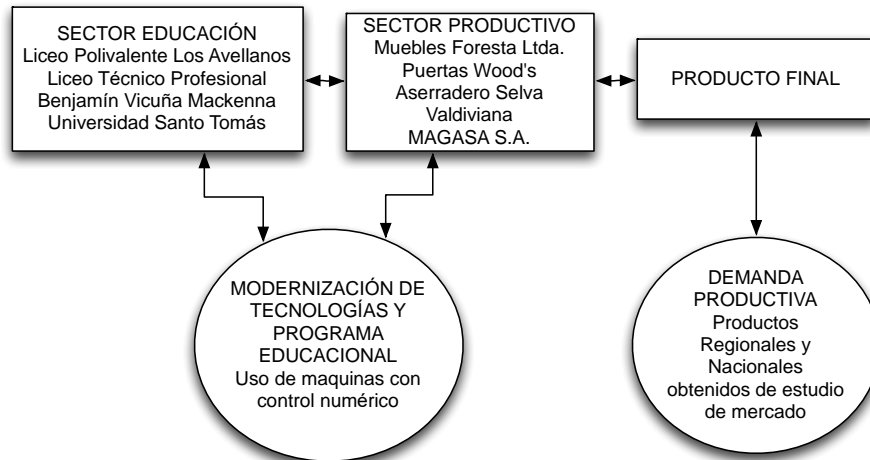 SECTOR EDUCACIÓN
Liceo Polivalente Los Avellanos
Liceo Técnico Profesional
Benjamín Vicuña Mackenna
Universidad Santo Tomás
SECTOR PRODUCTIVO
Muebles Foresta Ltda.
Puertas Wood's
Aserradero Selva
Valdiviana
MAGASA S.A.
PRODUCTO FINAL
MODERNIZACIÓN DE
TECNOLOGÍAS Y
PROGRAMA
EDUCACIONAL
Uso de maquinas con
control numérico
DEMANDA
PRODUCTIVA
Productos
Regionales y
Nacionales
obtenidos de estudio
de mercado